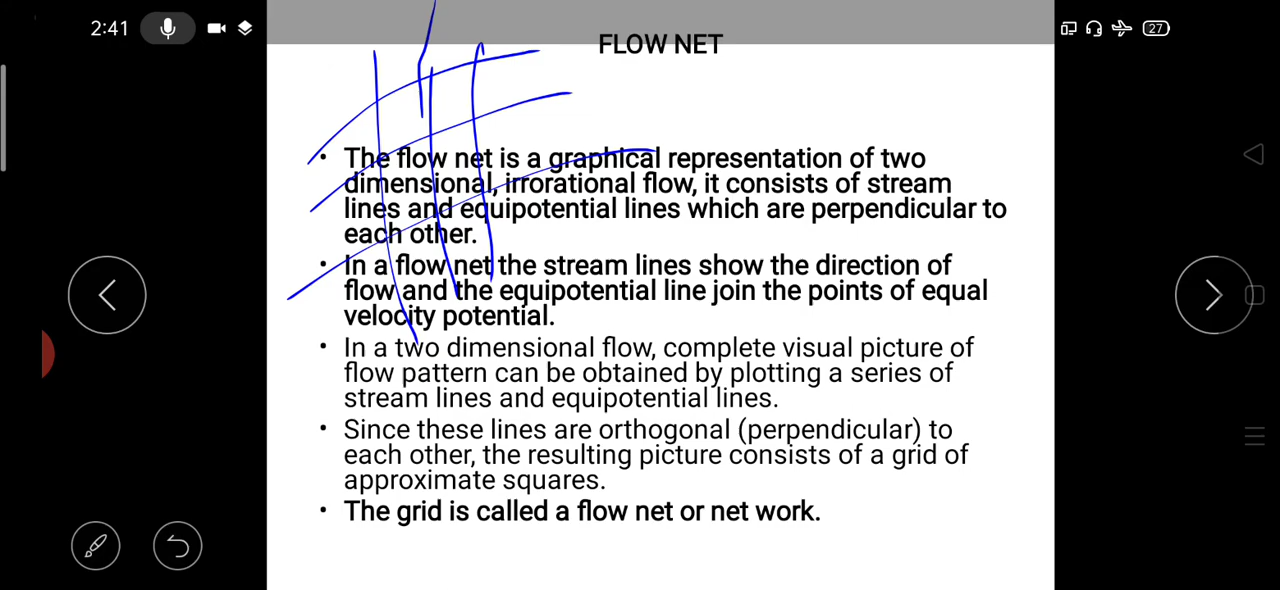 2:41
27
FLOW NET
• The flow net is a graphical representation of two
dimensional, irrorational flow, it consists of stream
lines and equipotential lines which are perpendicular to
each other.
• In a flow net the stream lines show the direction of
flow and the equipotential line join the points of equal
velocity potential.
• In a two dimensional flow, complete visual picture of
flow pattern can be obtained by plotting a series of
stream lines and equipotential lines.
• Since these lines are orthogonal (perpendicular) to
each other, the resulting picture consists of a grid of
approximate squares.
• The grid is called a flow net or net work.